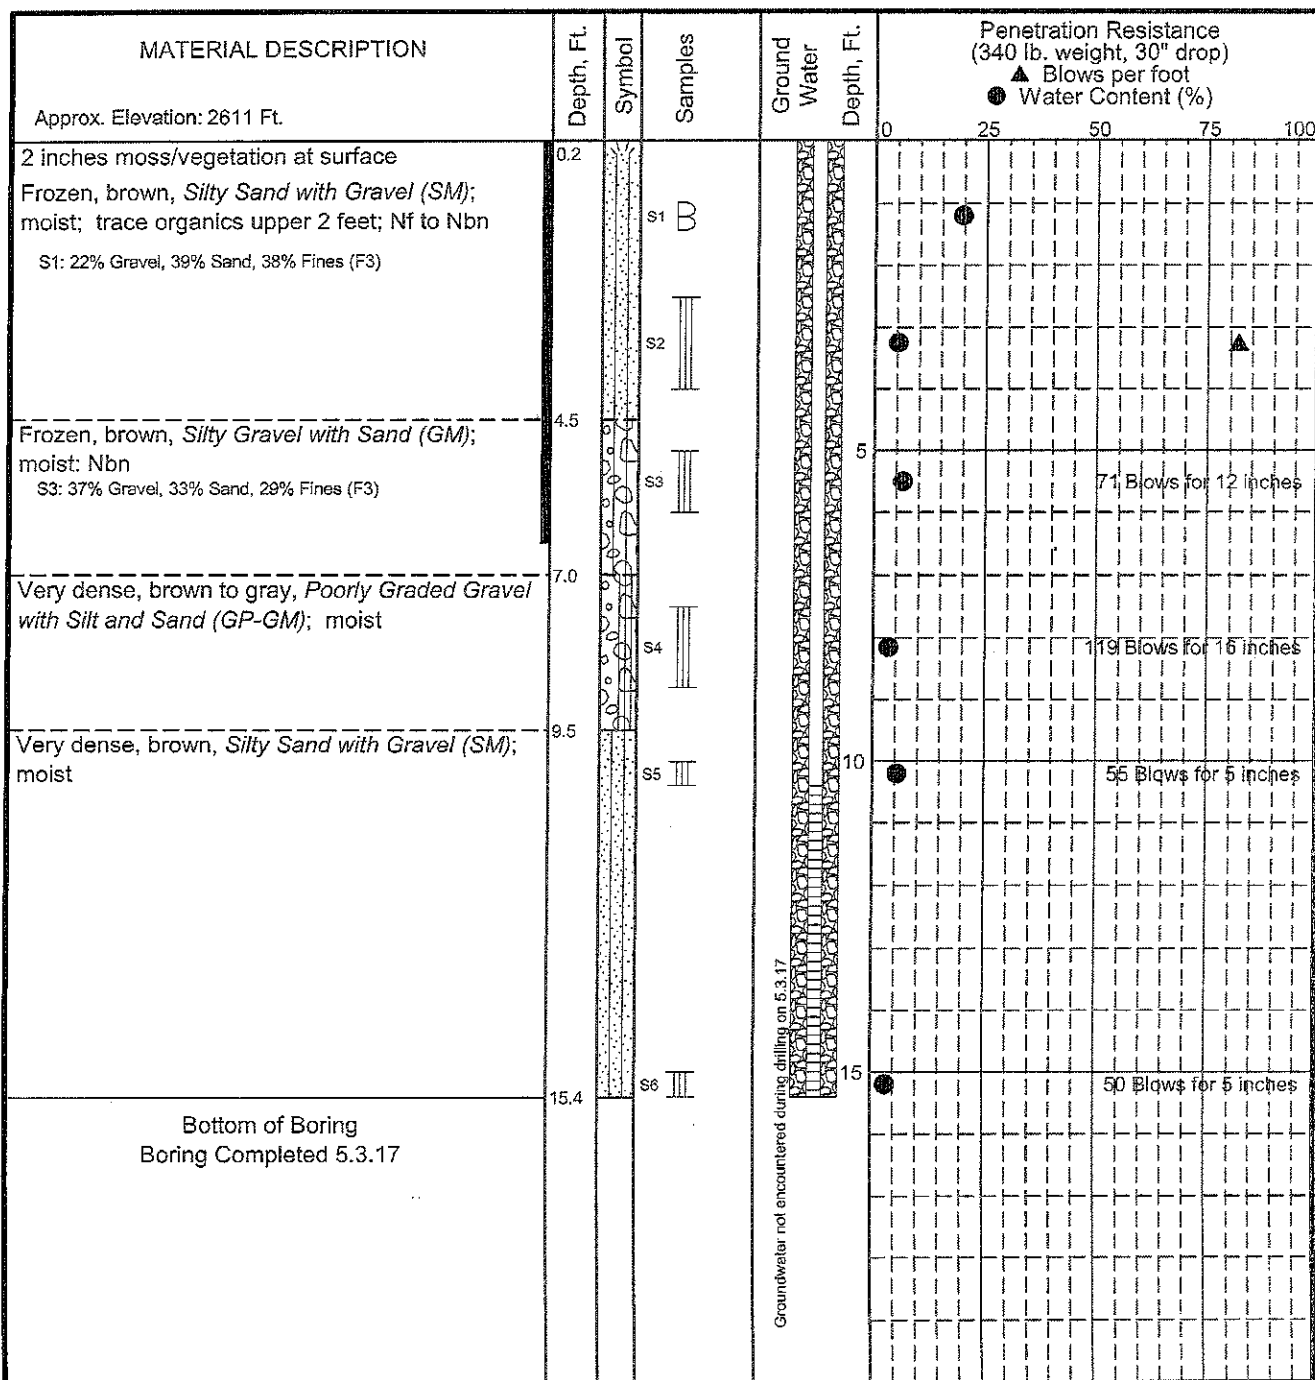 MATERIAL DESCRIPTION
Approx. Elevation: 2611 Ft.
Depth, Ft.
Symbol
Samples
Ground
Water
Depth, Ft.
Penetration Resistance
(340 lb. weight, 30" drop)
▲ Blows per foot
● Water Content (%)
0 25 50 75 100
2 inches moss/vegetation at surface
0.2
Frozen, brown, Silty Sand with Gravel (SM);
moist; trace organics upper 2 feet; Nf to Nbn
S1
S1: 22% Gravel, 39% Sand, 38% Fines (F3)
S2
4.5
Frozen, brown, Silty Gravel with Sand (GM);
moist: Nbn
5
S3: 37% Gravel, 33% Sand, 29% Fines (F3)
S3
71 Blows for 12 inches
7.0
Very dense, brown to gray, Poorly Graded Gravel
with Silt and Sand (GP-GM); moist
S4
119 Blows for 16 inches
9.5
Very dense, brown, Silty Sand with Gravel (SM);
moist
10
S5
55 Blows for 5 inches
Groundwater not encountered during drilling on 5.3.17
15
S6
50 Blows for 5 inches
15.4
Bottom of Boring
Boring Completed 5.3.17